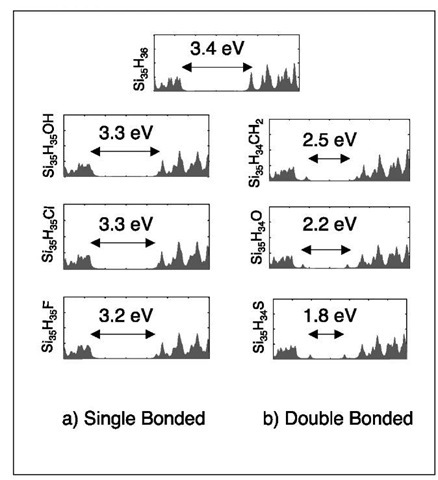 Si35H36
3.4 eV
Si35H35OH
3.3 eV
Si35H34CH2
2.5 eV
Si35H35Cl
3.3 eV
Si35H34O
2.2 eV
Si35H35F
3.2 eV
Si35H34S
1.8 eV
a) Single Bonded
b) Double Bonded